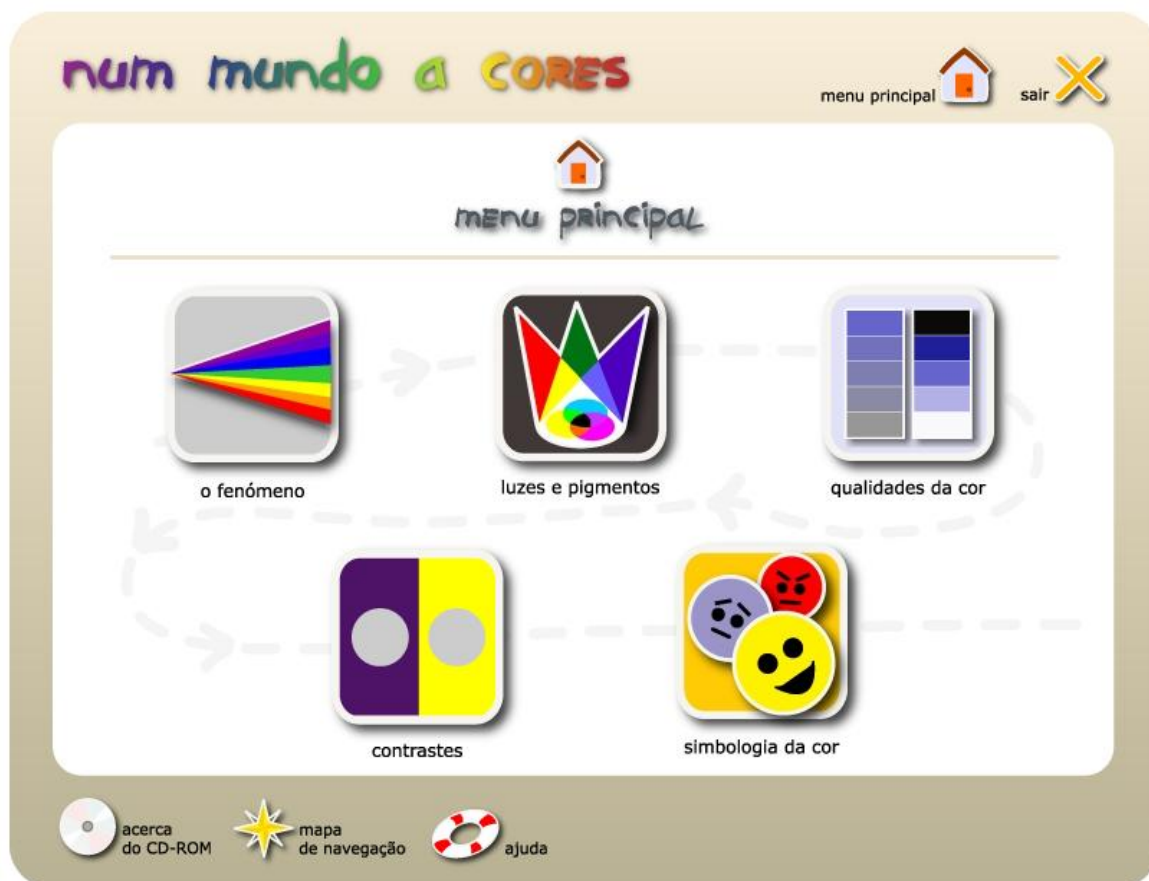 num mundo a CORES
menu principal
sair
menu principal
o fenómeno
luzes e pigmentos
qualidades da cor
contrastes
simbologia da cor
acerca
do CD-ROM
mapa
de navegação
ajuda